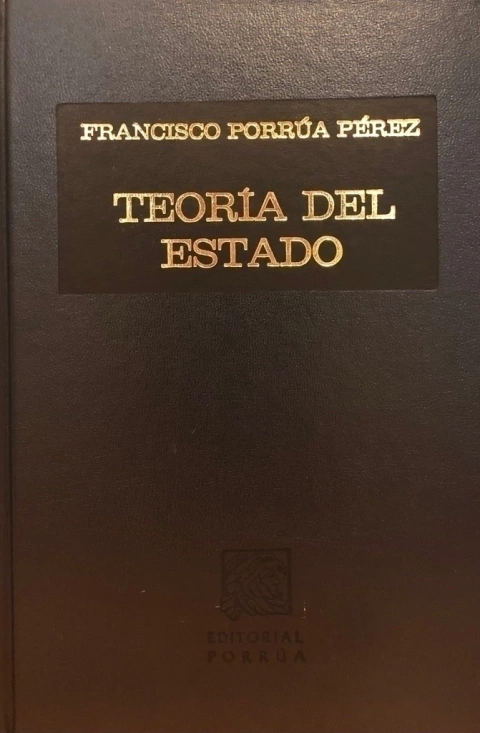 FRANCISCO PORRÚA PÉREZ
TEORÍA DEL
ESTADO
EDITORIAL
PORRÚA